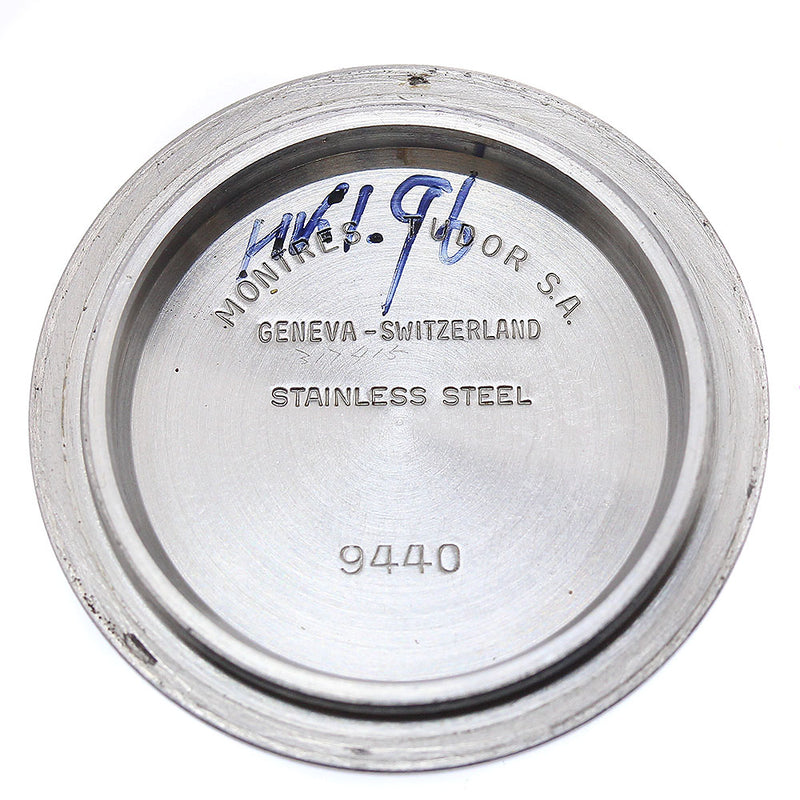 HK1.96
MONTRES TUDOR S.A.
GENEVA - SWITZERLAND
STAINLESS STEEL
9440